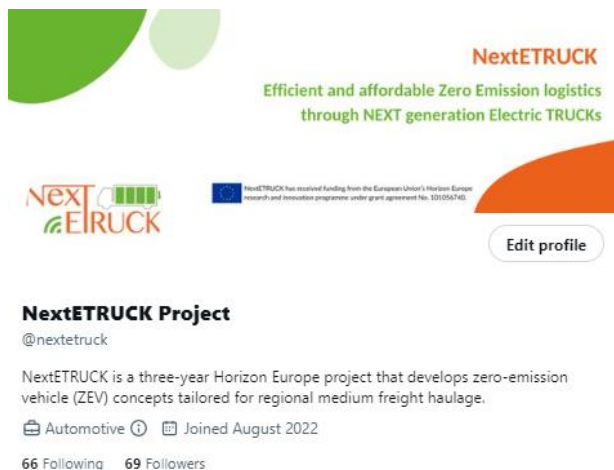 NextETRUCK
Efficient and affordable Zero Emission logistics
through NEXT generation Electric TRUCKs
NEXT
ETRUCK
NextETRUCK has received funding from the European Union's Horizon Europe
research and innovation programme under grant agreement No. 101056740.
Edit profile
NextETRUCK Project
@nextetruck
NextETRUCK is a three-year Horizon Europe project that develops zero-emission
vehicle (ZEV) concepts tailored for regional medium freight haulage.
Automotive Joined August 2022
66 Following 69 Followers